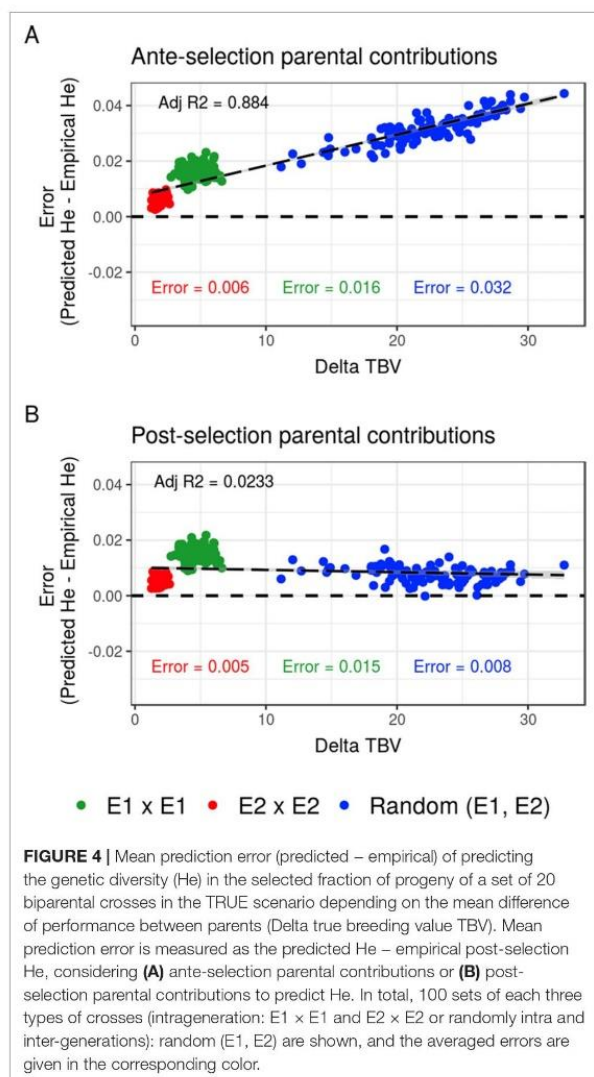 A
Ante-selection parental contributions
Adj R2 = 0.884
0.04
0.02
0.00
-0.02
Error
(Predicted He - Empirical He)
Error = 0.006 Error = 0.016 Error = 0.032
0 10 20 30
Delta TBV
B
Post-selection parental contributions
Adj R2 = 0.0233
0.04
0.02
0.00
-0.02
Error
(Predicted He - Empirical He)
Error = 0.005 Error = 0.015 Error = 0.008
0 10 20 30
Delta TBV
E1 x E1 E2 x E2 Random (E1, E2)
FIGURE 4 | Mean prediction error (predicted – empirical) of predicting
the genetic diversity (He) in the selected fraction of progeny of a set of 20
biparental crosses in the TRUE scenario depending on the mean difference
of performance between parents (Delta true breeding value TBV). Mean
prediction error is measured as the predicted He – empirical post-selection
He, considering (A) ante-selection parental contributions or (B) post-
selection parental contributions to predict He. In total, 100 sets of each three
types of crosses (intrageneration: E1 × E1 and E2 × E2 or randomly intra and
inter-generations): random (E1, E2) are shown, and the averaged errors are
given in the corresponding color.